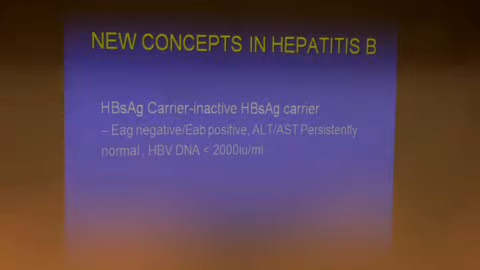 NEW CONCEPTS IN HEPATITIS B
HBsAg Carrier-inactive HBsAg carrier
– Eag negative/Eab positive, ALT/AST Persistently
normal , HBV DNA < 2000iu/ml